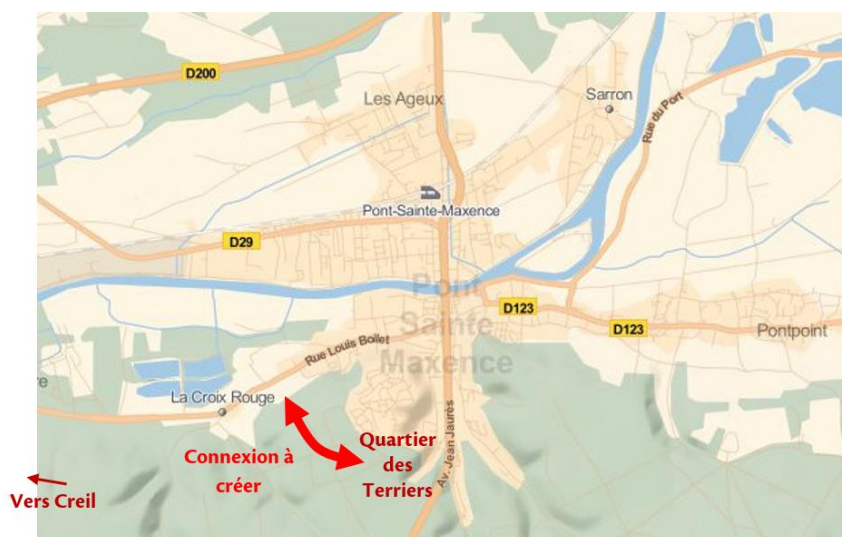 D200
Les Ageux
Sarron
Rue du Port
Pont-Sainte-Maxence
D29
Pont
Sainte
Maxence
D123
D123
Pontpoint
Rue Louis Boilet
re
La Croix Rouge
Av. Jean Jaurès
Connexion à
créer
Quartier
des
Terriers
Vers Creil